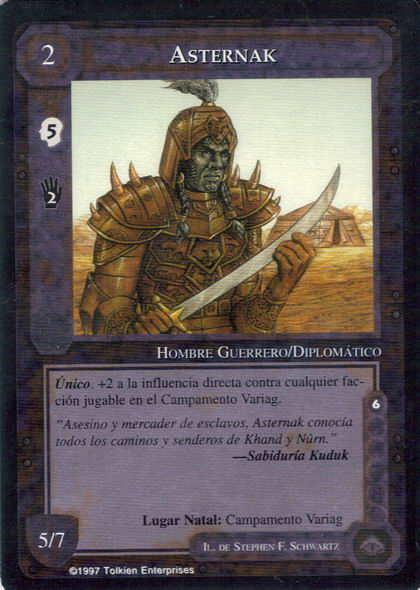 2
ASTERNAK
5
2
HOMBRE GUERRERO/DIPLOMÁTICO
Único. +2 a la influencia directa contra cualquier fac-
ción jugable en el Campamento Variag.
6
“Asesino y mercader de esclavos, Asternak conocía
todos los caminos y senderos de Khand y Nûrn.”
—Sabiduría Kuduk
Lugar Natal: Campamento Variag
5/7
IL. DE STEPHEN F. SCHWARTZ
©1997 Tolkien Enterprises